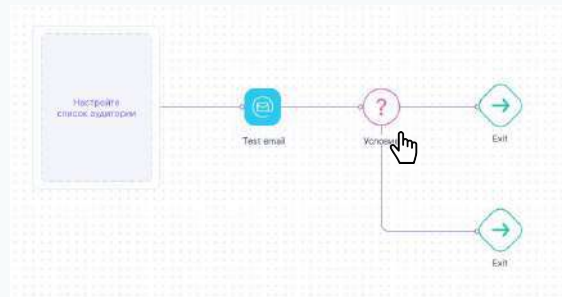 Настройте
список аудитории
Test email
?
Exit
Exit